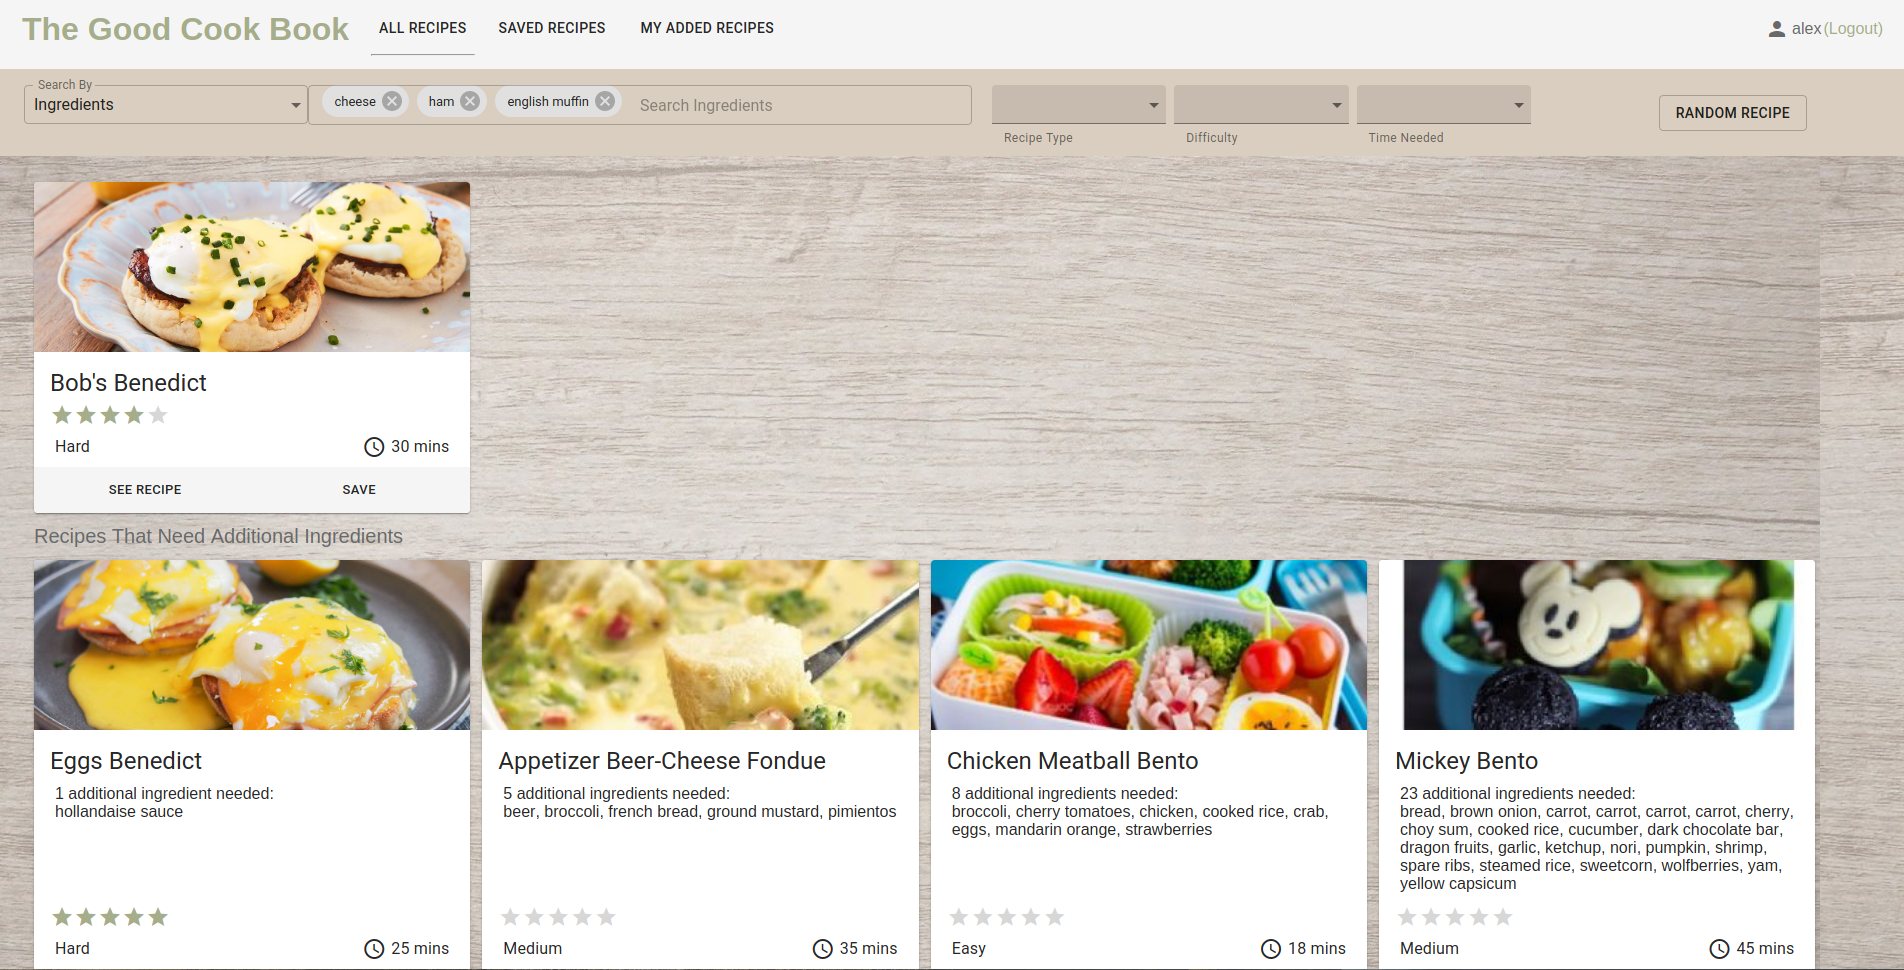 The Good Cook Book
ALL RECIPES
SAVED RECIPES
MY ADDED RECIPES
alex(Logout)
Search By
Ingredients
cheese
ham
english muffin
Search Ingredients
Recipe Type
Difficulty
Time Needed
RANDOM RECIPE
Bob's Benedict
Hard
30 mins
SEE RECIPE
SAVE
Recipes That Need Additional Ingredients
Eggs Benedict
1 additional ingredient needed:
hollandaise sauce
Hard
25 mins
Appetizer Beer-Cheese Fondue
5 additional ingredients needed:
beer, broccoli, french bread, ground mustard, pimientos
Medium
35 mins
Chicken Meatball Bento
8 additional ingredients needed:
broccoli, cherry tomatoes, chicken, cooked rice, crab,
eggs, mandarin orange, strawberries
Easy
18 mins
Mickey Bento
23 additional ingredients needed:
bread, brown onion, carrot, carrot, carrot, carrot, cherry,
choy sum, cooked rice, cucumber, dark chocolate bar,
dragon fruits, garlic, ketchup, nori, pumpkin, shrimp,
spare ribs, steamed rice, sweetcorn, wolfberries, yam,
yellow capsicum
Medium
45 mins